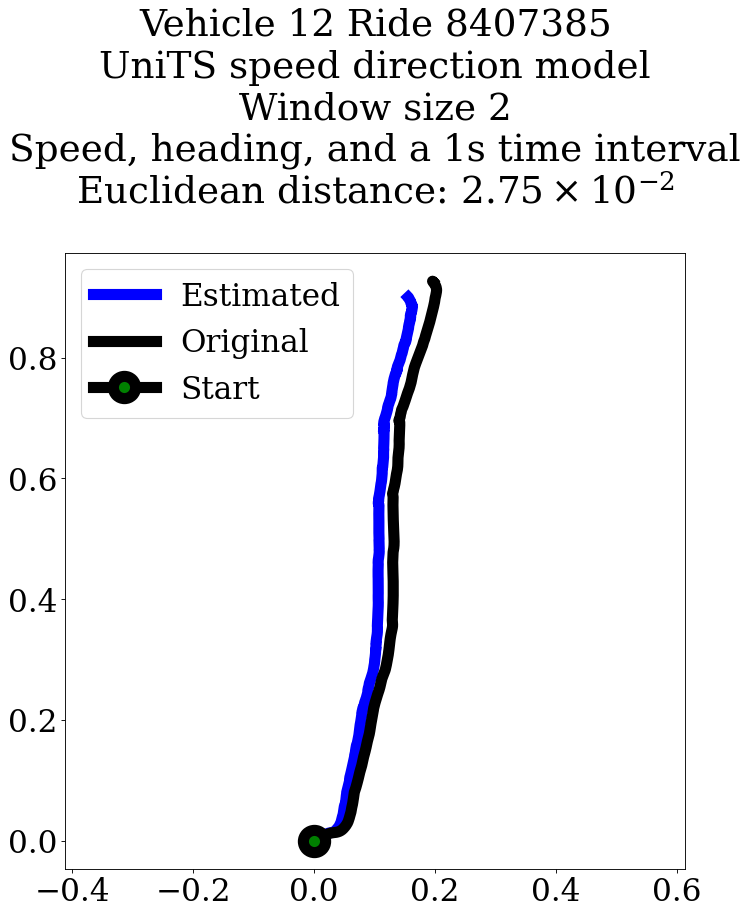 Vehicle 12 Ride 8407385
UniTS speed direction model
Window size 2
Speed, heading, and a 1s time interval
Euclidean distance: 2.75 × 10⁻²
Estimated
Original
Start
0.8
0.6
0.4
0.2
0.0
−0.4 −0.2 0.0 0.2 0.4 0.6